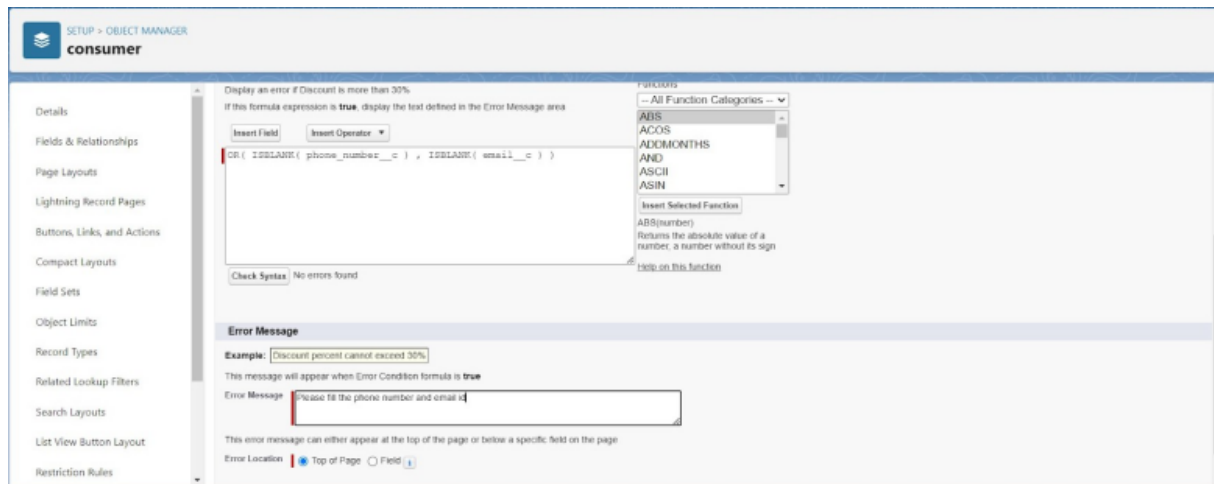 SETUP > OBJECT MANAGER
consumer
Details
Fields & Relationships
Page Layouts
Lightning Record Pages
Buttons, Links, and Actions
Compact Layouts
Field Sets
Object Limits
Record Types
Related Lookup Filters
Search Layouts
List View Button Layout
Restriction Rules
Display an error if Discount is more than 30%
If this formula expression is true, display the text defined in the Error Message area
Insert Field Insert Operator
OR( ISBLANK( phone_number__c ) , ISBLANK( email__c ) )
Check Syntax No errors found
Functions
-- All Function Categories --
ABS
ACOS
ADDMONTHS
AND
ASCII
ASIN
Insert Selected Function
ABS(number)
Returns the absolute value of a
number, a number without its sign
Help on this function
Error Message
Example: Discount percent cannot exceed 30%
This message will appear when Error Condition formula is true
Error Message Please fill the phone number and email id
This error message can either appear at the top of the page or below a specific field on the page
Error Location Top of Page Field i